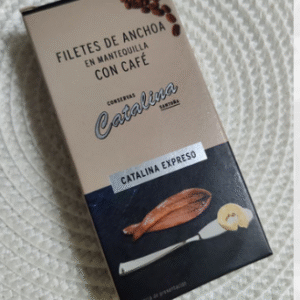 FILETES DE ANCHOA
EN MANTEQUILLA
CON CAFÉ
CONSERVAS
Catalina
SANTOÑA
CATALINA EXPRESO